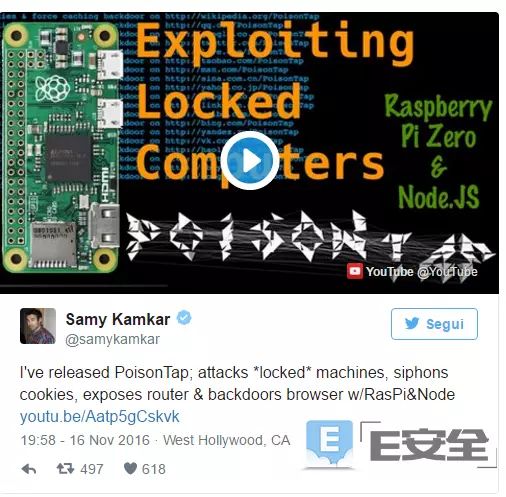 ies & force caching backdoor on http://wikipedia.org/PoisonTap
Exploiting
Locked
Computers
Raspberry
Pi Zero
&
Node.JS
HDMI
POISONTAP
YouTube @YouTube
Samy Kamkar
@samykamkar
Segui
I've released PoisonTap; attacks *locked* machines, siphons
cookies, exposes router & backdoors browser w/RasPi&Node
youtu.be/Aatp5gCskvk
19:58 - 16 Nov 2016 · West Hollywood, CA
497 618
E安全